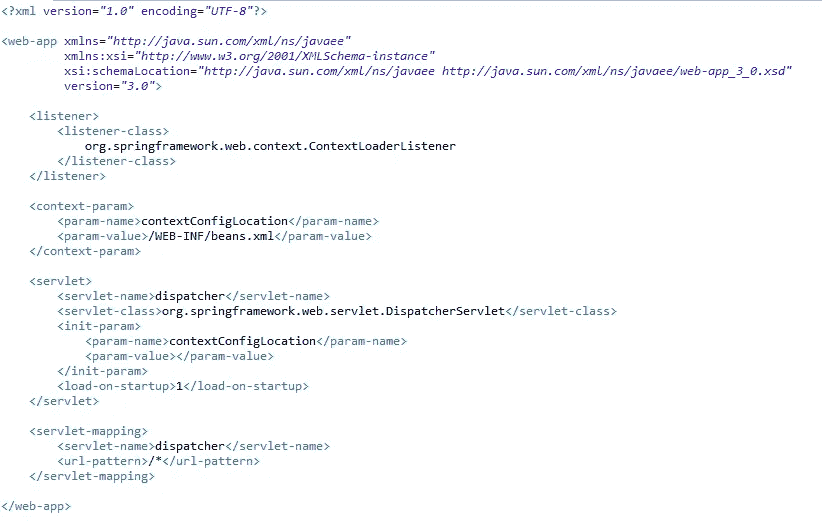 <?xml version="1.0" encoding="UTF-8"?>
<web-app xmlns="http://java.sun.com/xml/ns/javaee"
xmlns:xsi="http://www.w3.org/2001/XMLSchema-instance"
xsi:schemaLocation="http://java.sun.com/xml/ns/javaee http://java.sun.com/xml/ns/javaee/web-app_3_0.xsd"
version="3.0">
<listener>
<listener-class>
org.springframework.web.context.ContextLoaderListener
</listener-class>
</listener>
<context-param>
<param-name>contextConfigLocation</param-name>
<param-value>/WEB-INF/beans.xml</param-value>
</context-param>
<servlet>
<servlet-name>dispatcher</servlet-name>
<servlet-class>org.springframework.web.servlet.DispatcherServlet</servlet-class>
<init-param>
<param-name>contextConfigLocation</param-name>
<param-value></param-value>
</init-param>
<load-on-startup>1</load-on-startup>
</servlet>
<servlet-mapping>
<servlet-name>dispatcher</servlet-name>
<url-pattern>/*</url-pattern>
</servlet-mapping>
</web-app>